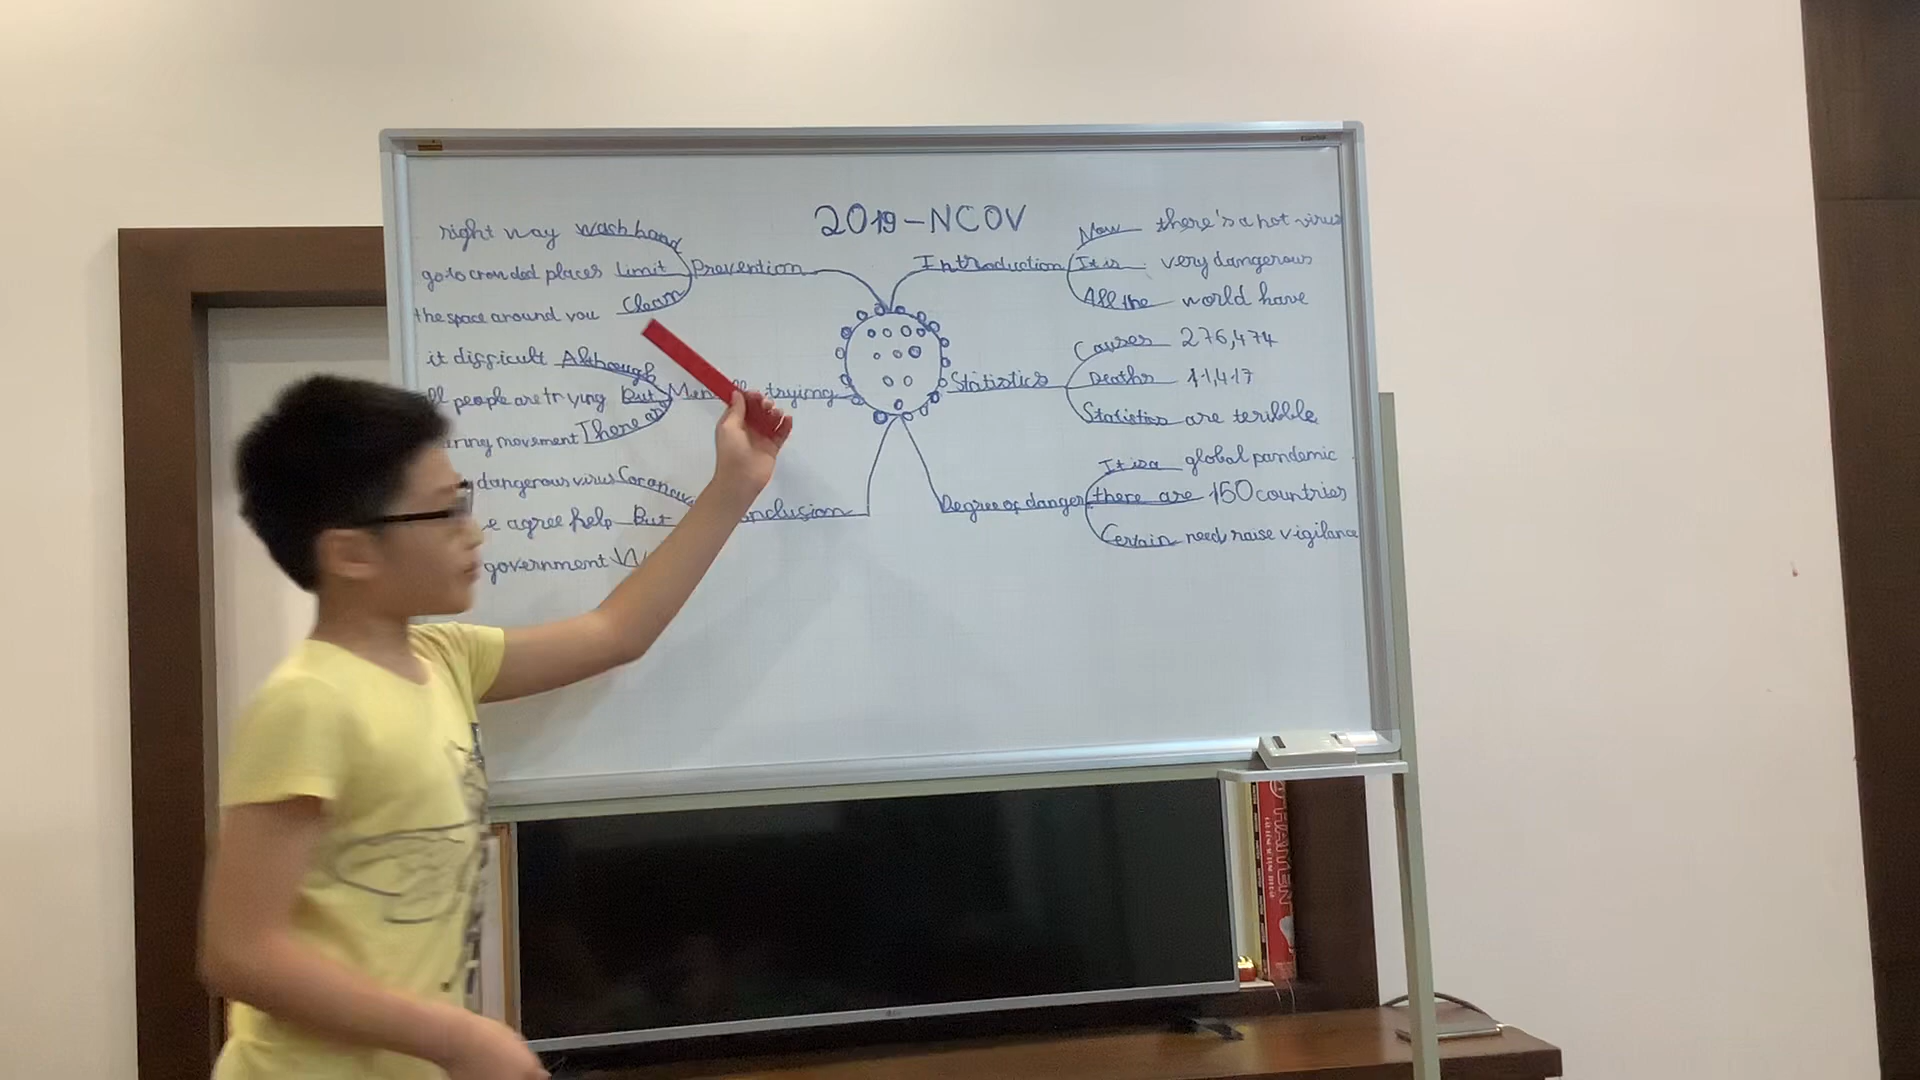 2019-NCOV
right way wash hand
go to crowded places limit
the space around you Clean
Prevention
it difficult Although
people are trying But
movement There are
trying
dangerous virus
agree help But
government
Introduction
Now there's a hot virus
It is very dangerous
All the world have
Statistics
Causes 276,474
Deaths 11,417
Statistics are teribble
Degree of danger
It is a global pandemic
there are 150 countries
Certain need raise vigilance